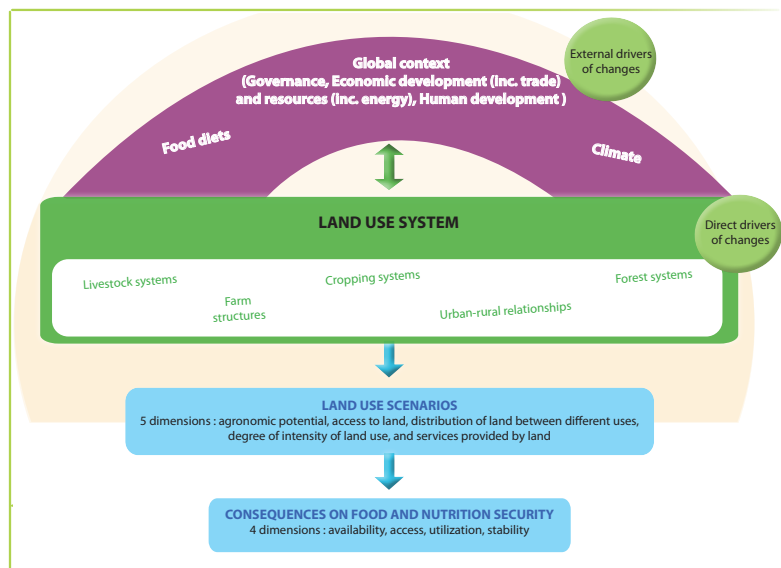 External drivers
of changes
Global context
(Governance, Economic development (inc. trade)
and resources (inc. energy), Human development )
Food diets
Climate
Direct drivers
of changes
LAND USE SYSTEM
Livestock systems
Cropping systems
Forest systems
Farm
structures
Urban-rural relationships
LAND USE SCENARIOS
5 dimensions : agronomic potential, access to land, distribution of land between different uses,
degree of intensity of land use, and services provided by land
CONSEQUENCES ON FOOD AND NUTRITION SECURITY
4 dimensions : availability, access, utilization, stability